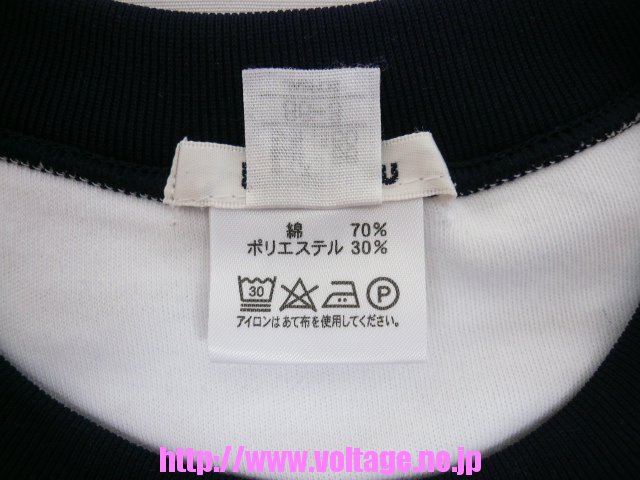 綿 70%
ポリエステル 30%
30 P
アイロンはあて布を使用してください。
http://www.voltage.ne.jp